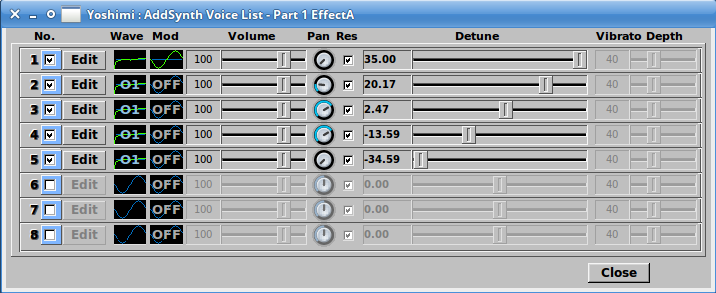 Yoshimi : AddSynth Voice List - Part 1 EffectA
No. Wave Mod Volume Pan Res Detune Vibrato Depth
1 Edit 100 35.00 40
2 Edit O1 OFF 100 20.17 40
3 Edit O1 OFF 100 2.47 40
4 Edit O1 OFF 100 -13.59 40
5 Edit O1 OFF 100 -34.59 40
6 Edit OFF 100 0.00 40
7 Edit OFF 100 0.00 40
8 Edit OFF 100 0.00 40
Close